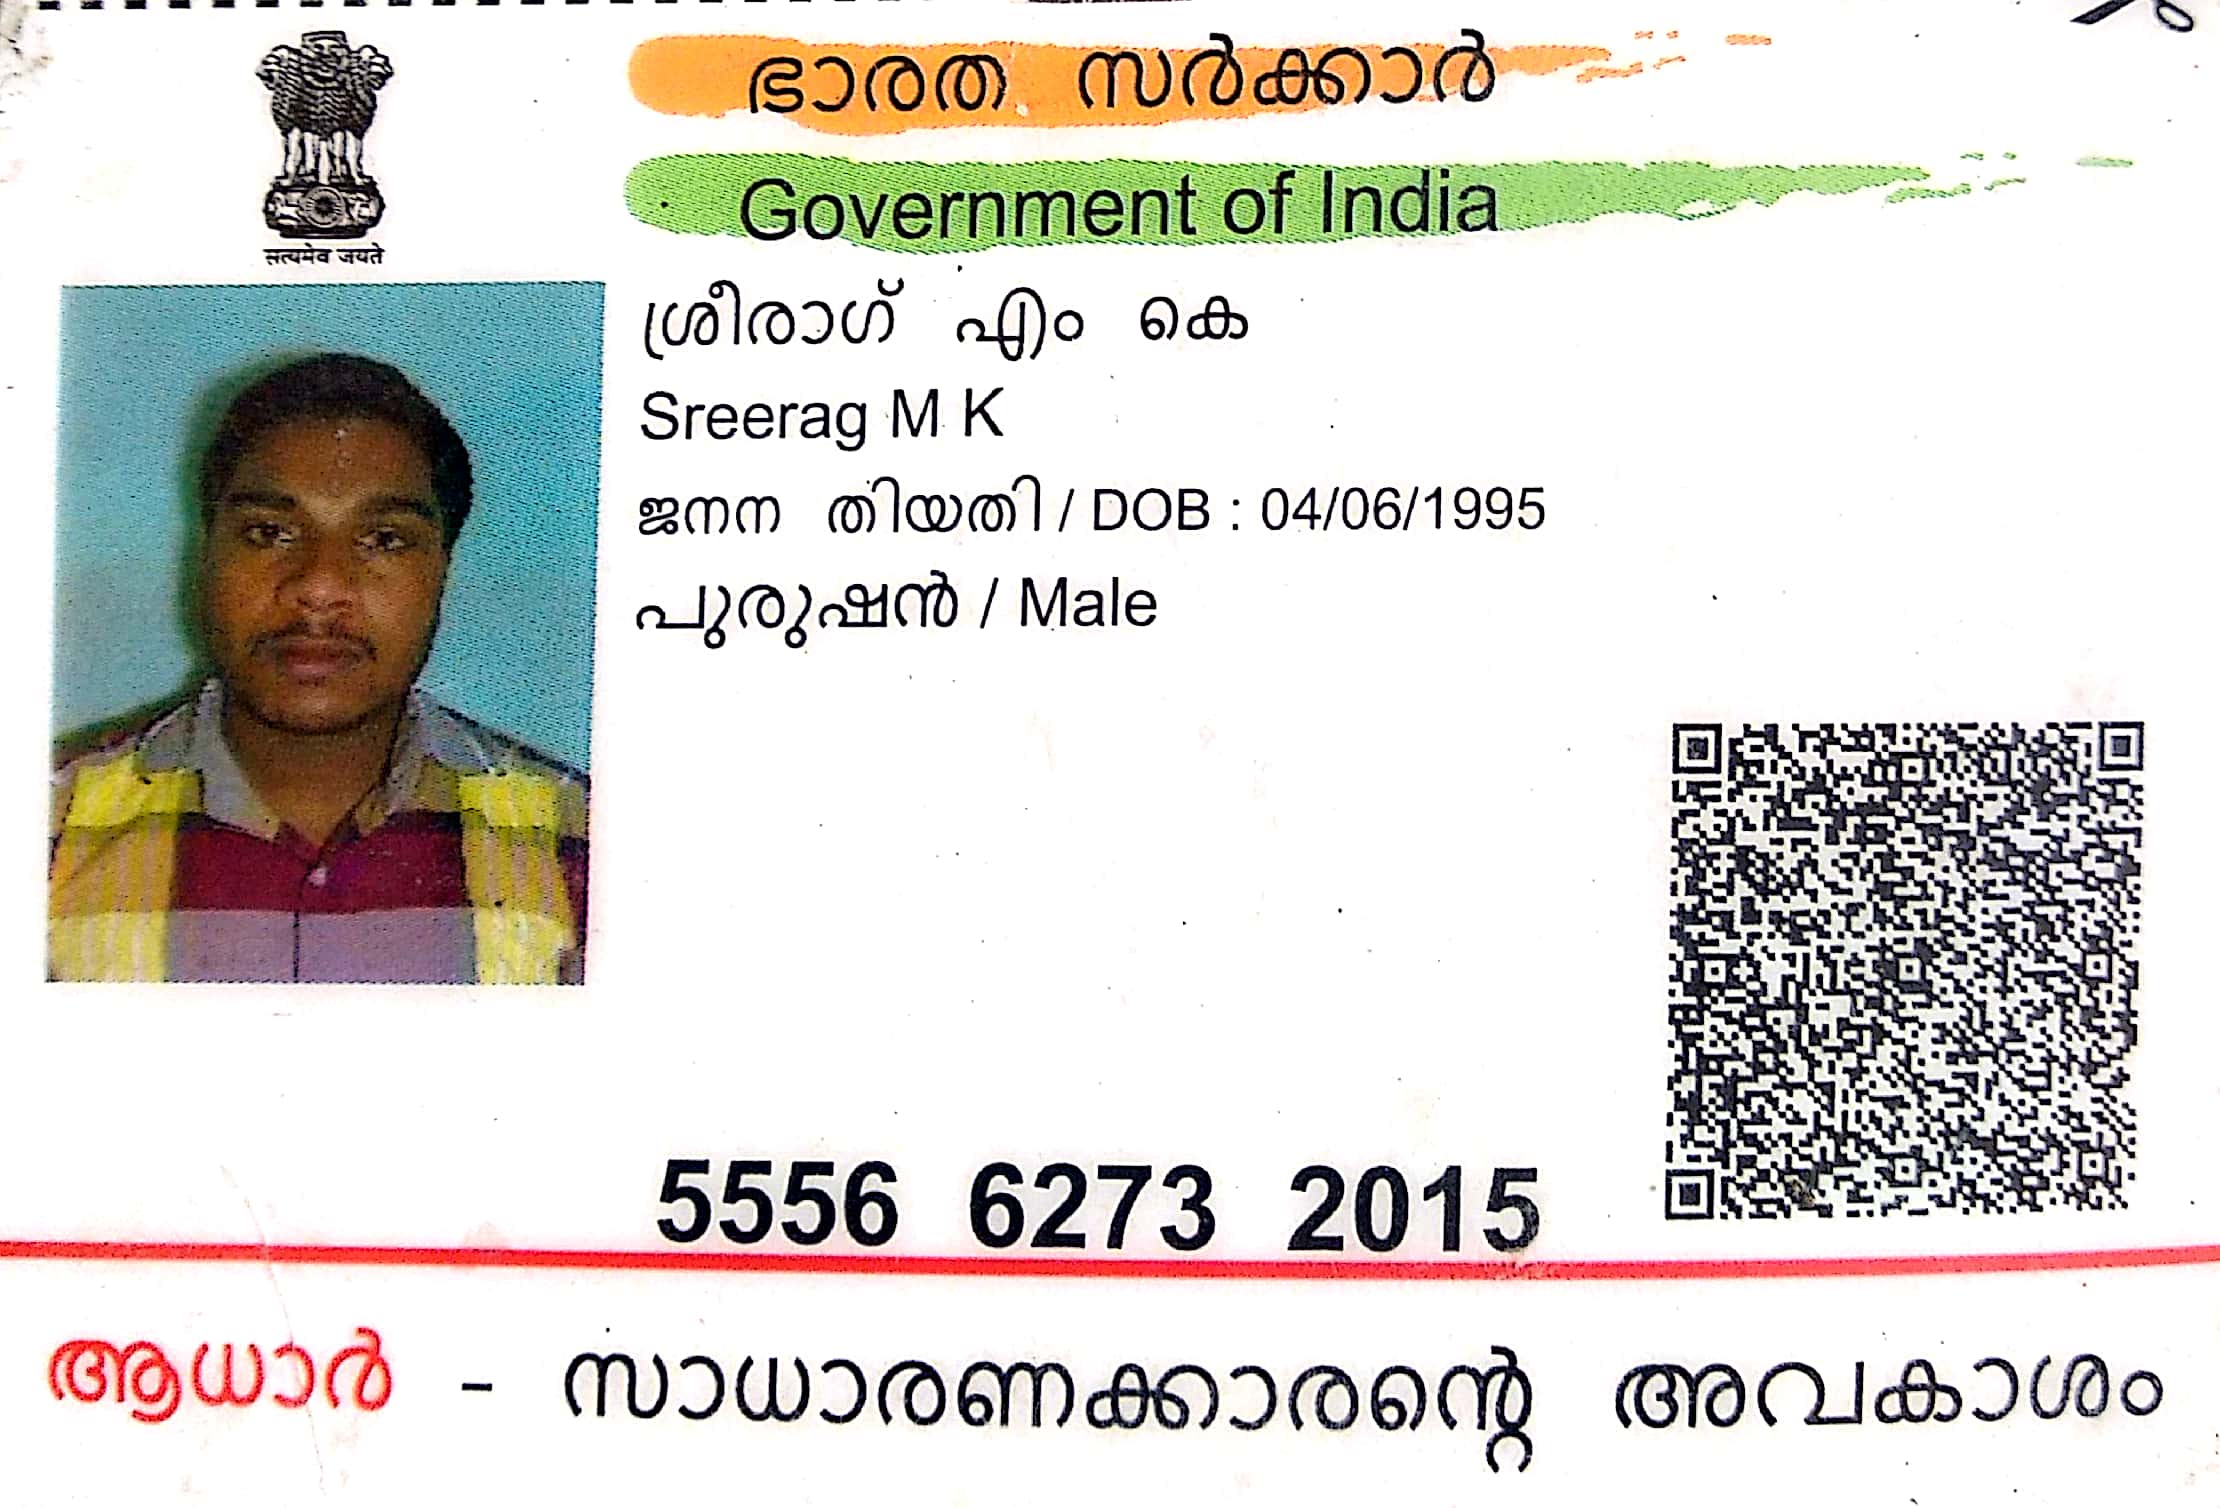 ഭാരത സർക്കാർ
Government of India
सत्यमेव जयते
ശ്രീരാഗ് എം കെ
Sreerag M K
ജനന തിയതി / DOB : 04/06/1995
പുരുഷൻ / Male
5556 6273 2015
ആധാർ - സാധാരണക്കാരന്റെ അവകാശം